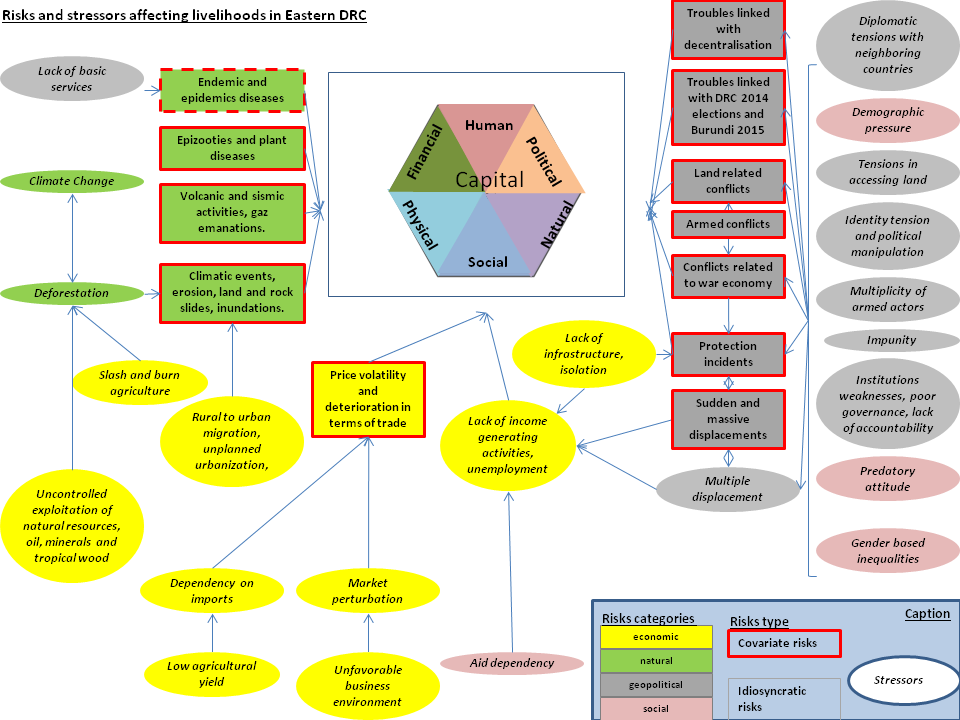 Risks and stressors affecting livelihoods in Eastern DRC
Lack of basic
services
Endemic and
epidemics diseases
Epizooties and plant
diseases
Climate Change
Volcanic and sismic
activities, gaz
emanations.
Deforestation
Climatic events,
erosion, land and rock
slides, inundations.
Financial
Human
Political
Capital
Physical
Social
Natural
Troubles linked
with
decentralisation
Troubles linked
with DRC 2014
elections and
Burundi 2015
Land related
conflicts
Armed conflicts
Conflicts related
to war economy
Protection
incidents
Sudden and
massive
displacements
Multiple
displacement
Diplomatic
tensions with
neighboring
countries
Demographic
pressure
Tensions in
accessing land
Identity tension
and political
manipulation
Multiplicity of
armed actors
Impunity
Institutions
weaknesses, poor
governance, lack
of accountability
Predatory
attitude
Gender based
inequalities
Slash and burn
agriculture
Rural to urban
migration,
unplanned
urbanization,
Uncontrolled
exploitation of
natural resources,
oil, minerals and
tropical wood
Price volatility
and
deterioration in
terms of trade
Lack of
infrastructure,
isolation
Lack of income
generating
activities,
unemployment
Dependency on
imports
Market
perturbation
Low agricultural
yield
Unfavorable
business
environment
Aid dependency
Caption
Risks categories
economic
natural
geopolitical
social
Risks type
Covariate risks
Idiosyncratic
risks
Stressors